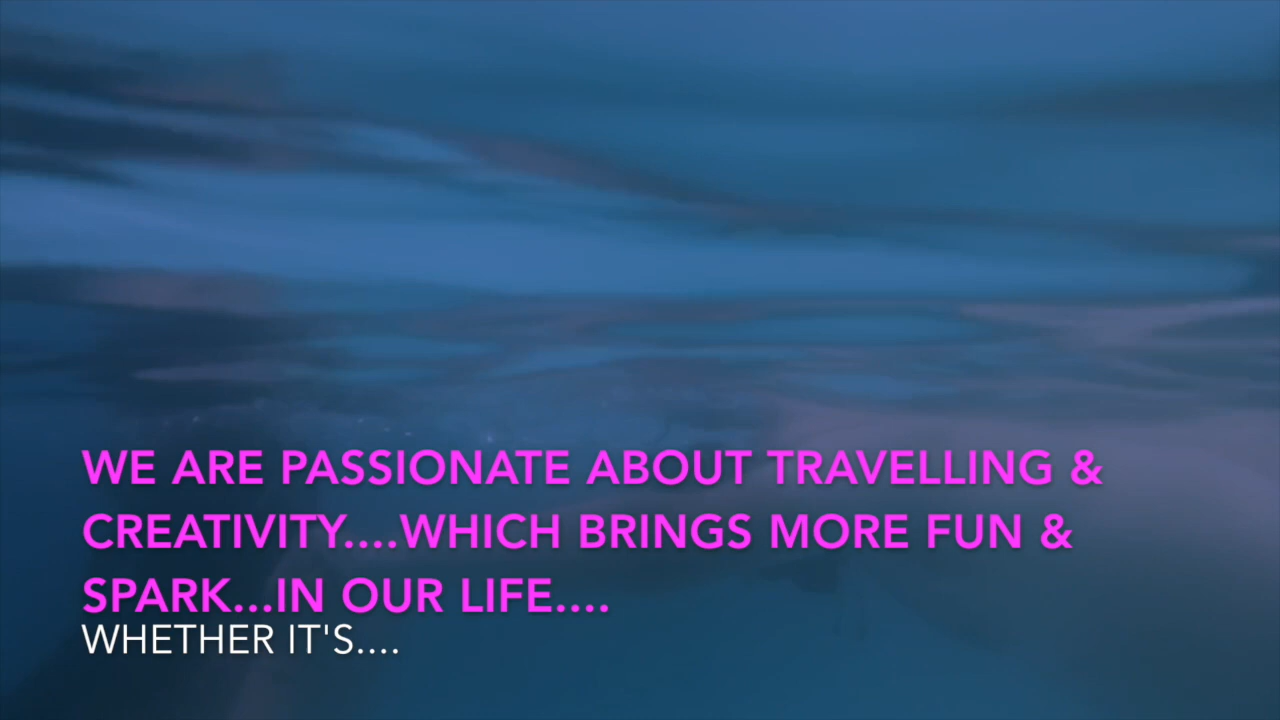 WE ARE PASSIONATE ABOUT TRAVELLING &
CREATIVITY....WHICH BRINGS MORE FUN &
SPARK...IN OUR LIFE....
WHETHER IT'S....